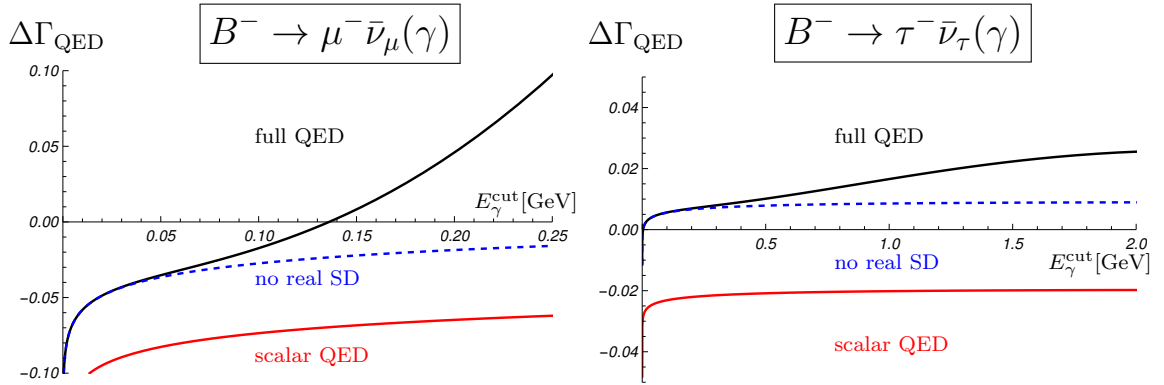 ΔΓ_QED
B⁻ → μ⁻ν̄_μ(γ)
0.10
0.05
0.00
−0.05
−0.10
0.05
0.10
0.15
0.20
0.25
E_γ^cut[GeV]
full QED
no real SD
scalar QED
ΔΓ_QED
B⁻ → τ⁻ν̄_τ(γ)
0.04
0.02
0.00
−0.02
−0.04
0.5
1.0
1.5
2.0
E_γ^cut[GeV]
full QED
no real SD
scalar QED